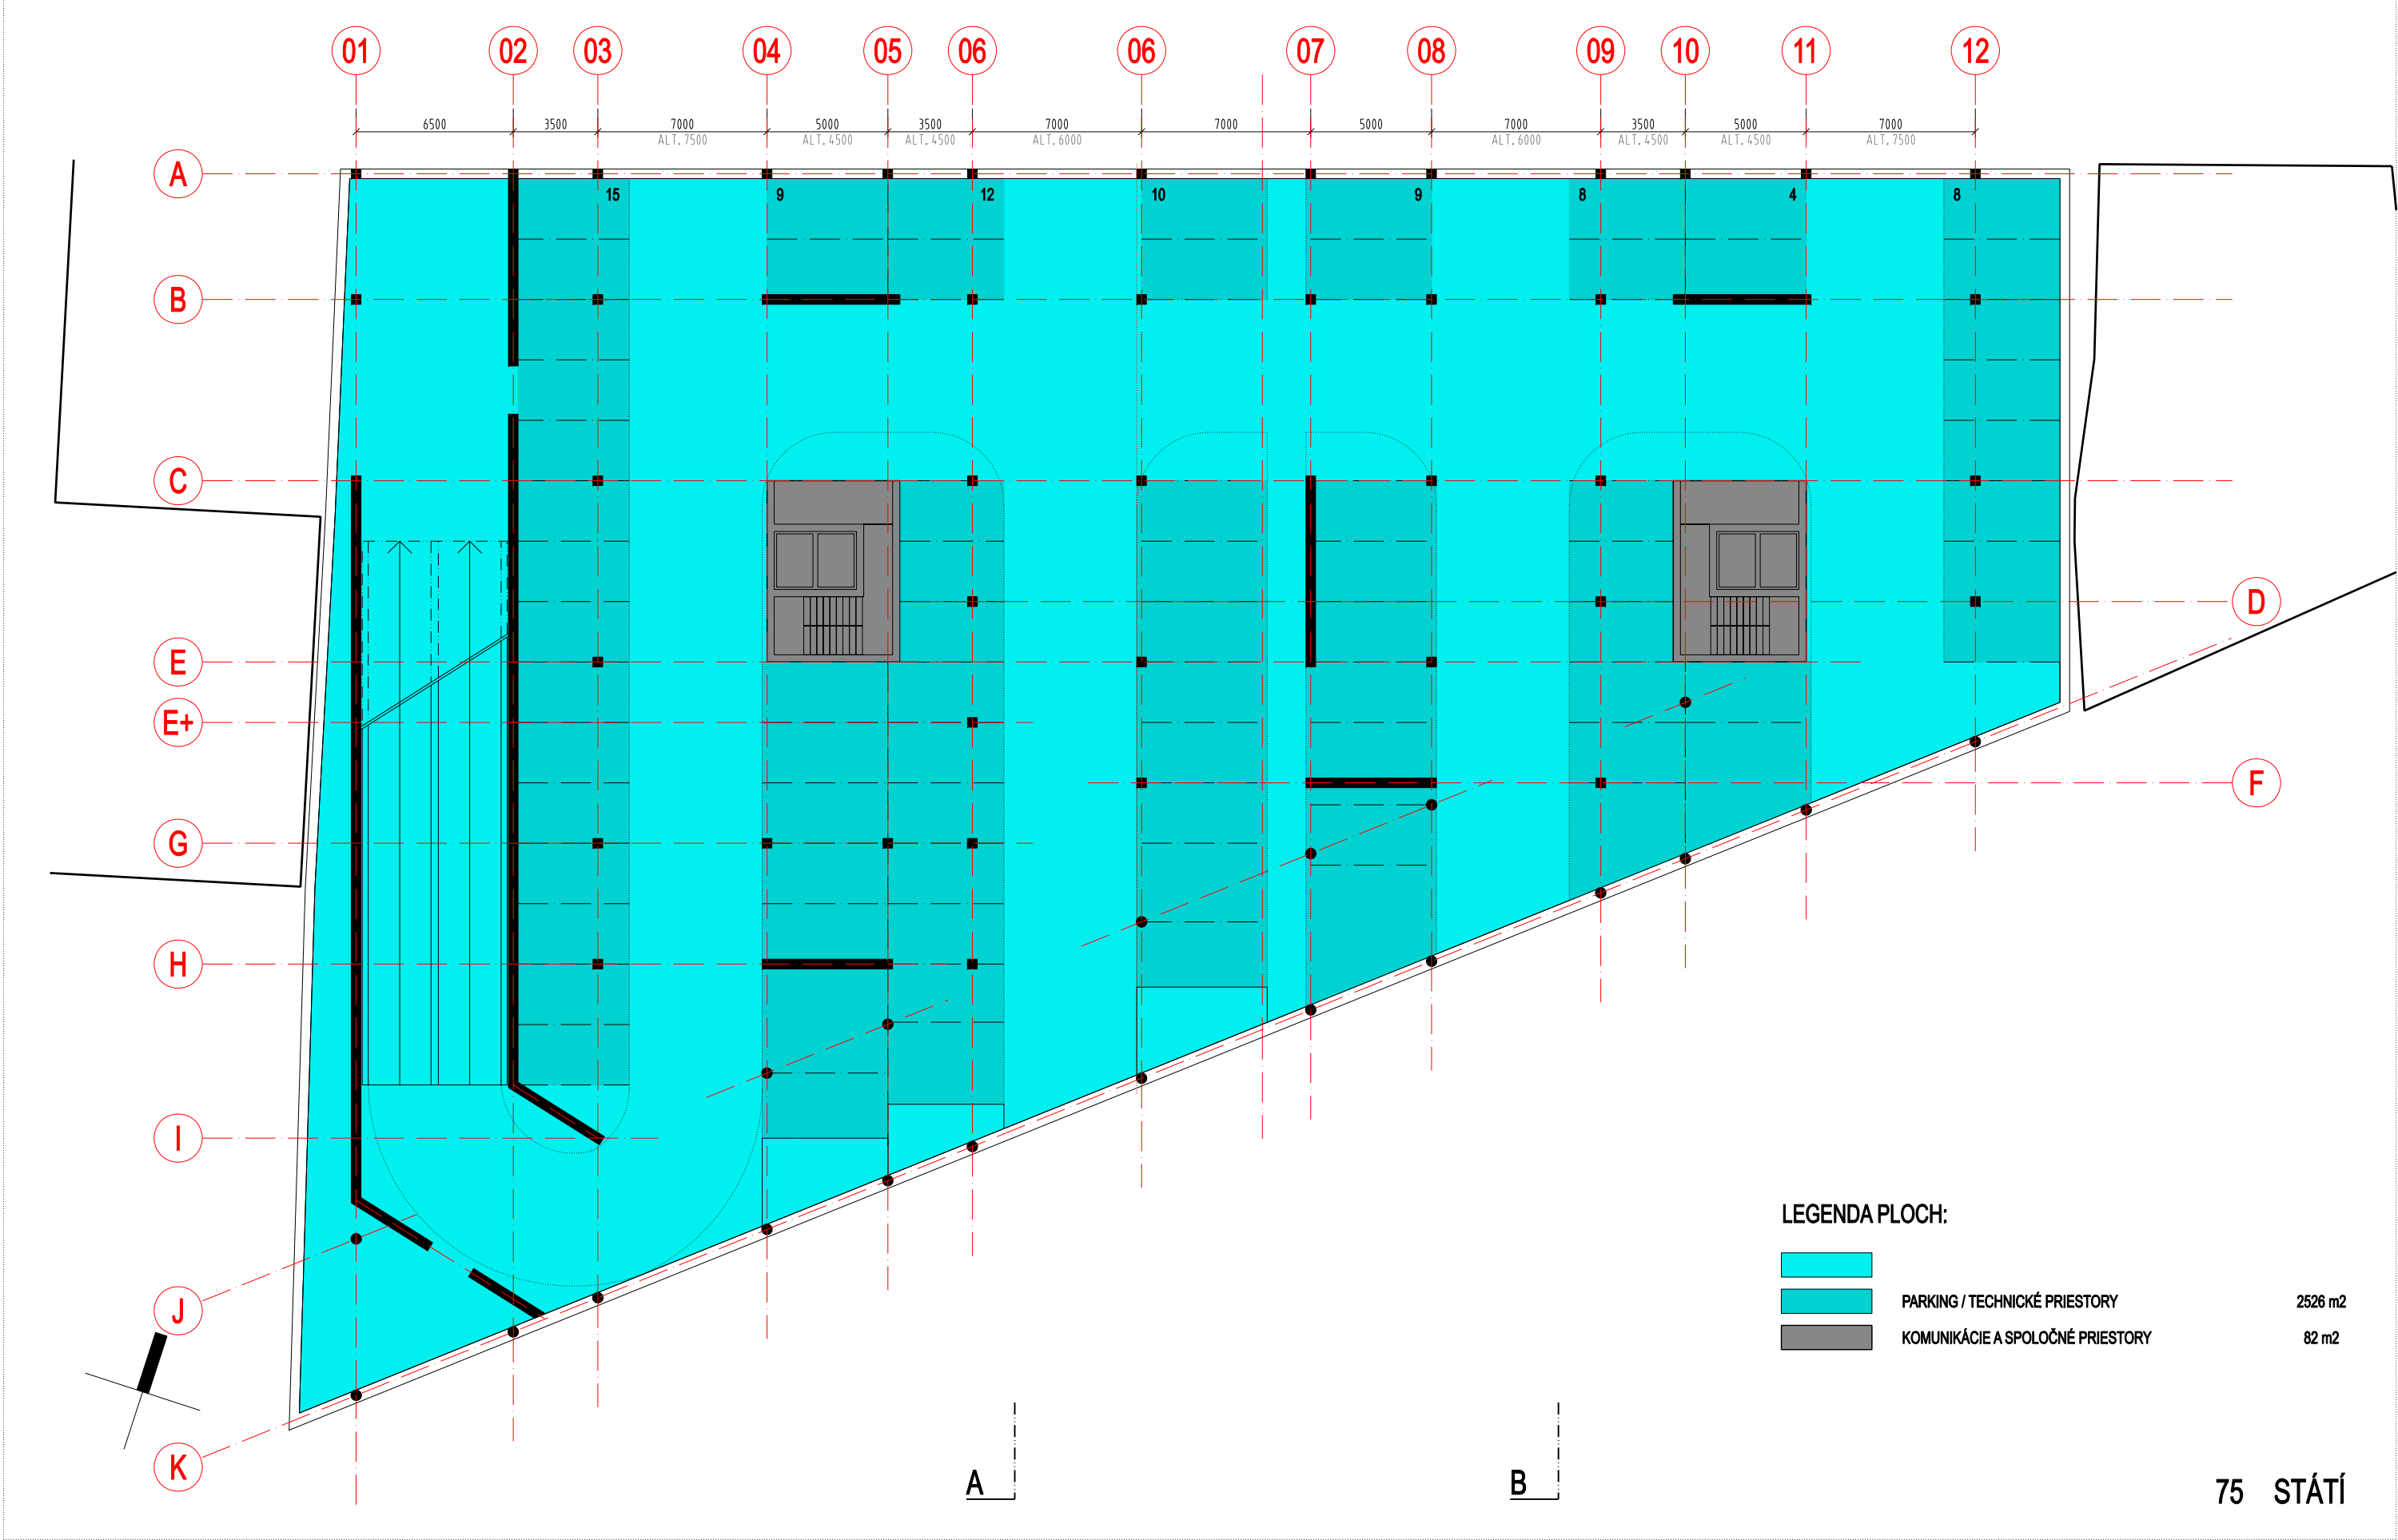 01 02 03 04 05 06 06 07 08 09 10 11 12
6500 3500 7000 5000 3500 7000 7000 5000 7000 3500 5000 7000
ALT. 7500 ALT. 4500 ALT. 4500 ALT. 6000 ALT. 6000 ALT. 4500 ALT. 4500 ALT. 7500
A
15 9 12 10 9 8 4 8
B
C
D
E
E+
F
G
H
I
J
K
LEGENDA PLOCH:
PARKING / TECHNICKÉ PRIESTORY 2526 m2
KOMUNIKÁCIE A SPOLOČNÉ PRIESTORY 82 m2
A B
75 STÁTÍ